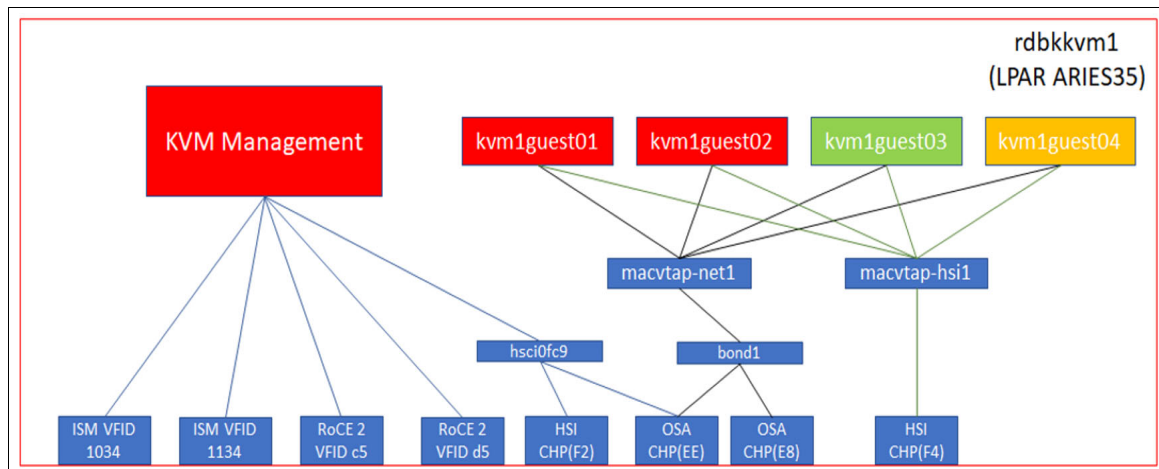 rdbkkvm1
(LPAR ARIES35)
KVM Management
kvm1guest01
kvm1guest02
kvm1guest03
kvm1guest04
macvtap-net1
macvtap-hsi1
hsci0fc9
bond1
ISM VFID
1034
ISM VFID
1134
RoCE 2
VFID c5
RoCE 2
VFID d5
HSI
CHP(F2)
OSA
CHP(EE)
OSA
CHP(E8)
HSI
CHP(F4)